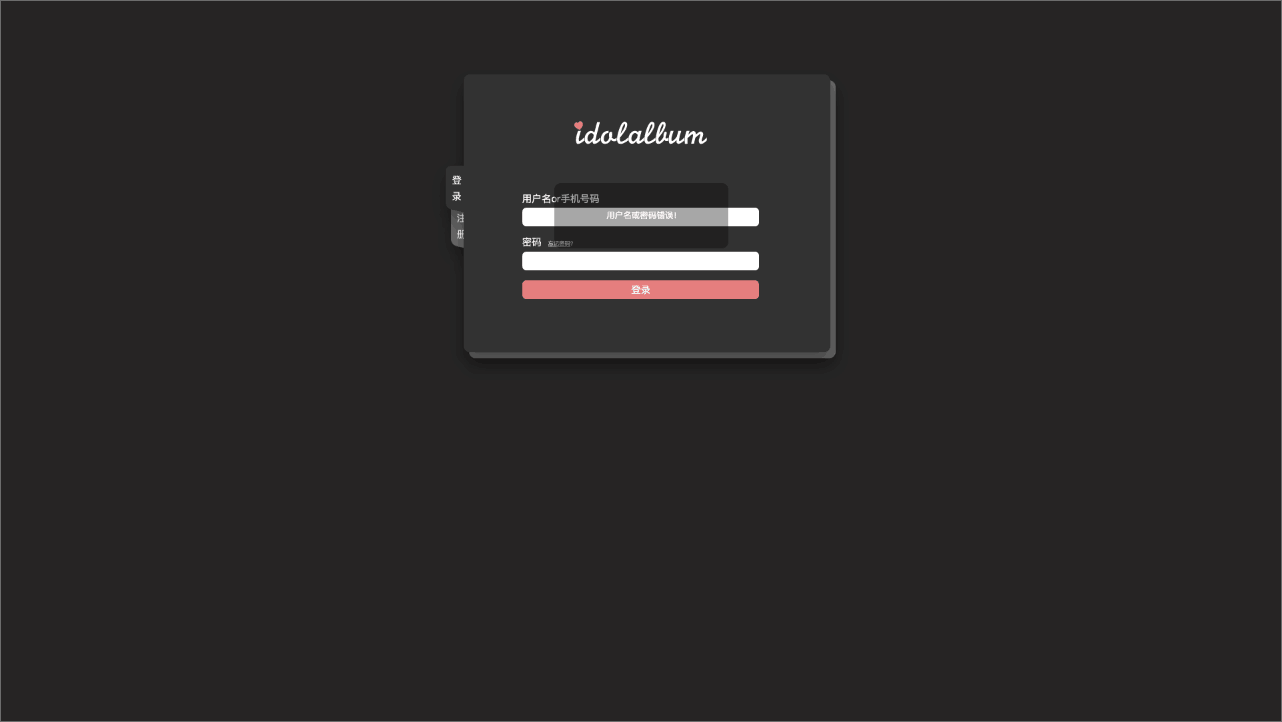 idolalbum
登
录
注
册
用户名or手机号码
用户名或密码错误!
密码 忘记密码?
登录